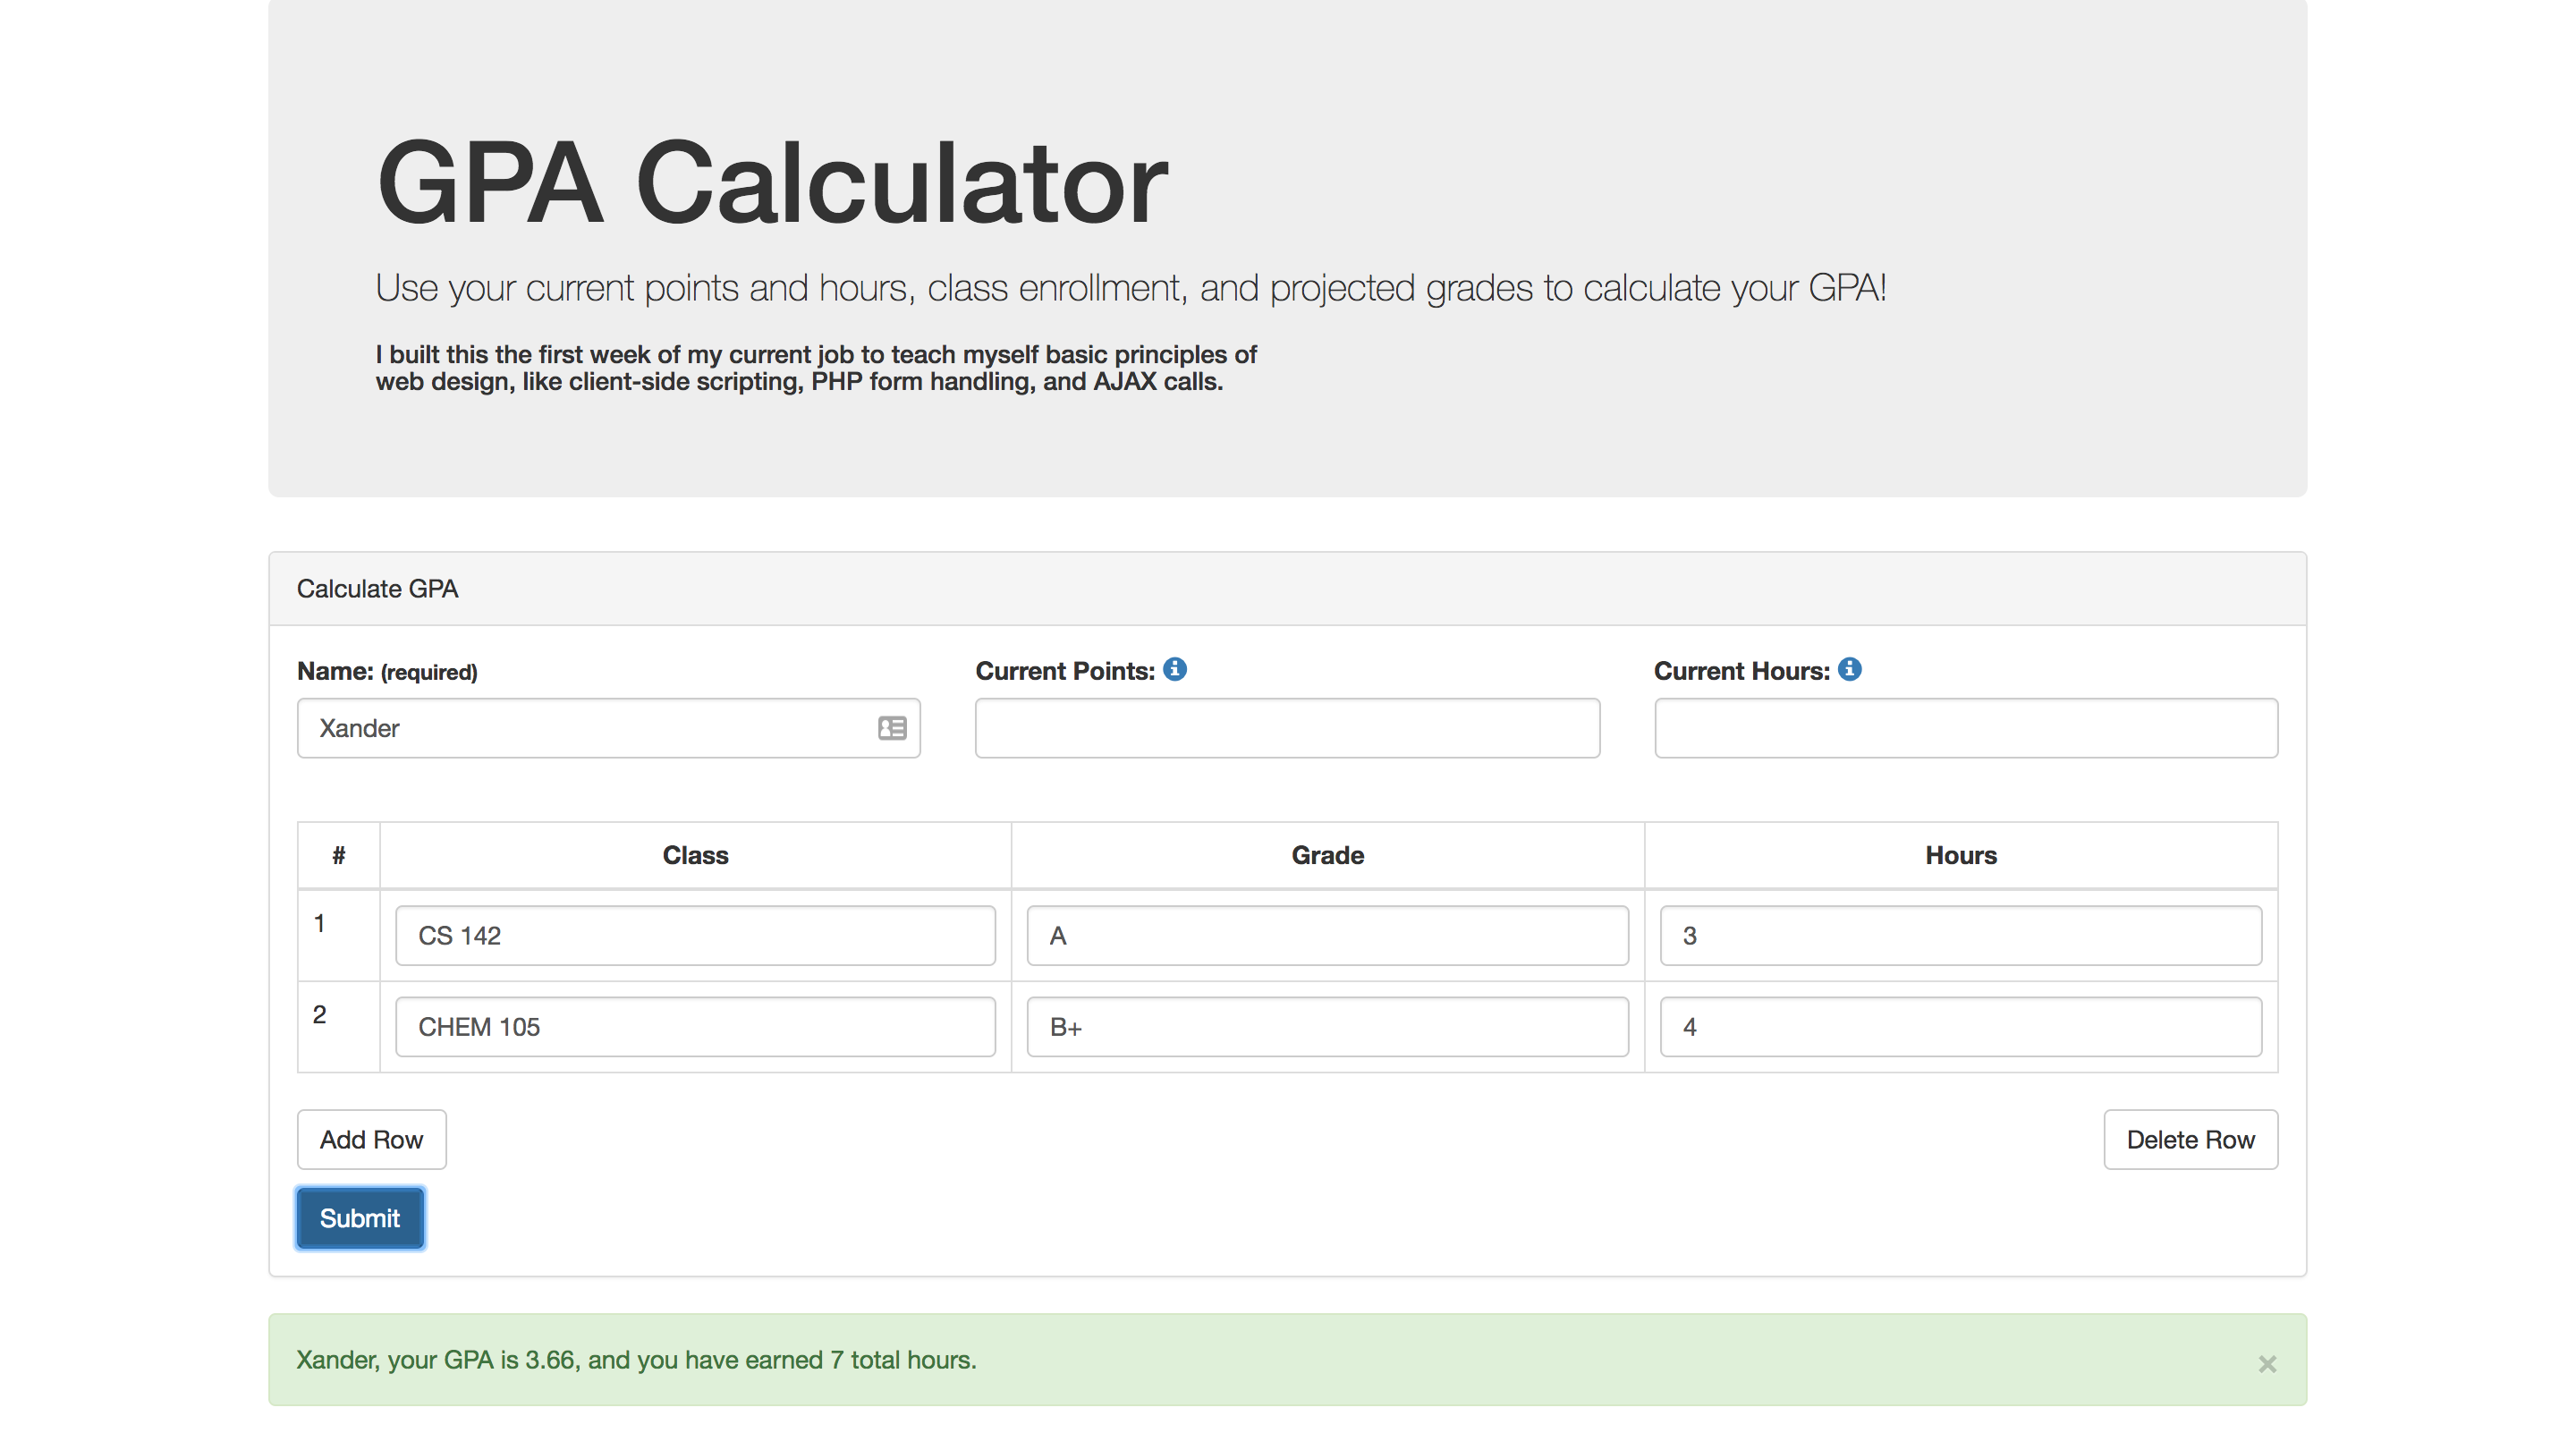 GPA Calculator
Use your current points and hours, class enrollment, and projected grades to calculate your GPA!
I built this the first week of my current job to teach myself basic principles of
web design, like client-side scripting, PHP form handling, and AJAX calls.
Calculate GPA
Name: (required) Current Points: Current Hours:
Xander
# Class Grade Hours
1 CS 142 A 3
2 CHEM 105 B+ 4
Add Row Delete Row
Submit
Xander, your GPA is 3.66, and you have earned 7 total hours. ×